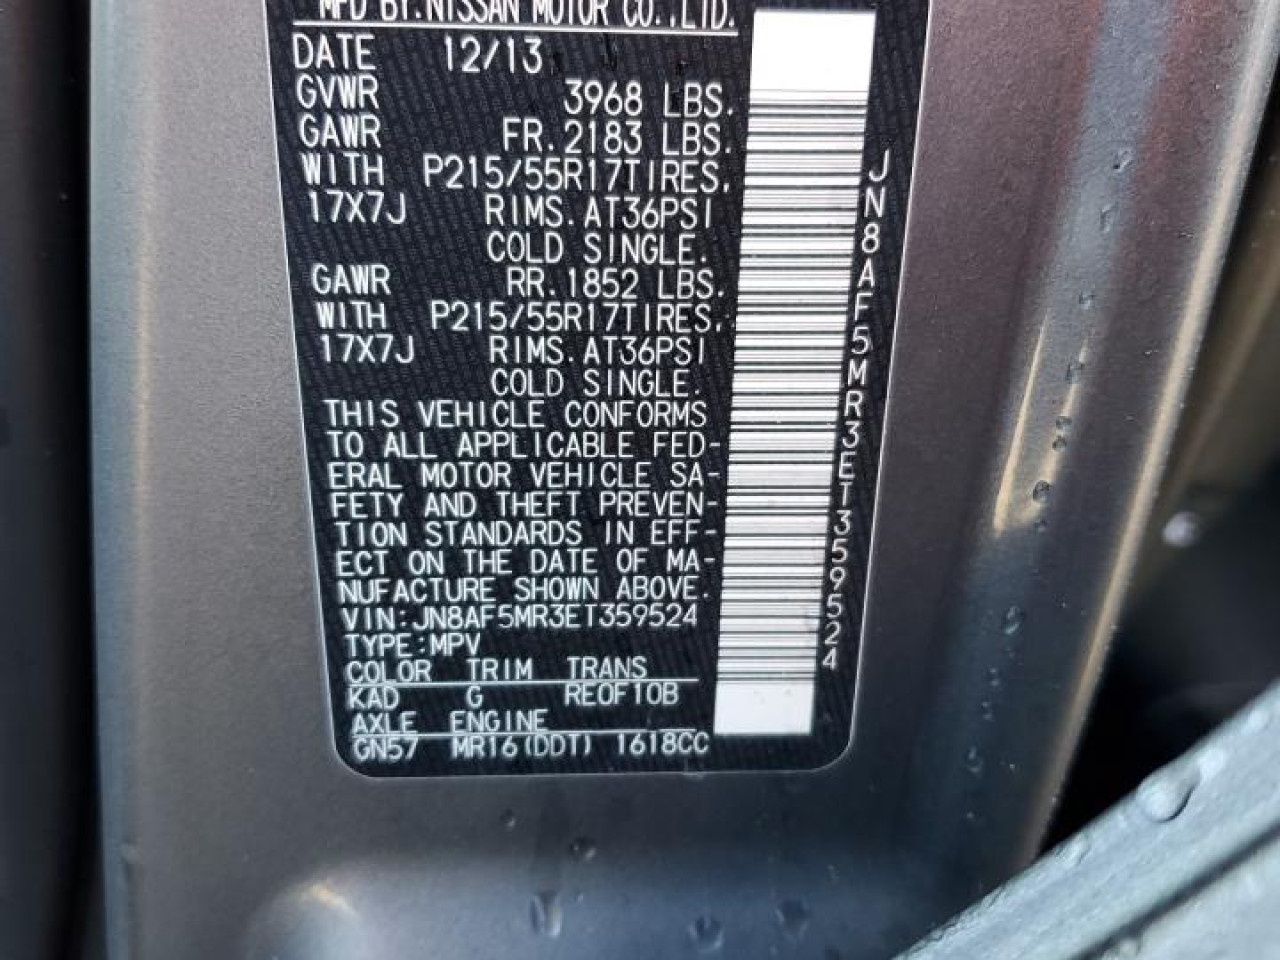 MFD BY.NISSAN MOTOR CO.,LTD.
DATE 12/13
GVWR 3968 LBS.
GAWR FR.2183 LBS.
WITH P215/55R17TIRES,
17X7J RIMS.AT36PSI
COLD SINGLE.
GAWR RR.1852 LBS.
WITH P215/55R17TIRES,
17X7J RIMS.AT36PSI
COLD SINGLE.
THIS VEHICLE CONFORMS
TO ALL APPLICABLE FED-
ERAL MOTOR VEHICLE SA-
FETY AND THEFT PREVEN-
TION STANDARDS IN EFF-
ECT ON THE DATE OF MA-
NUFACTURE SHOWN ABOVE.
VIN:JN8AF5MR3ET359524
TYPE:MPV
COLOR TRIM TRANS
KAD G RE0F10B
AXLE ENGINE
GN57 MR16(DDT) 1618CC
JN8AF5MR3ET359524